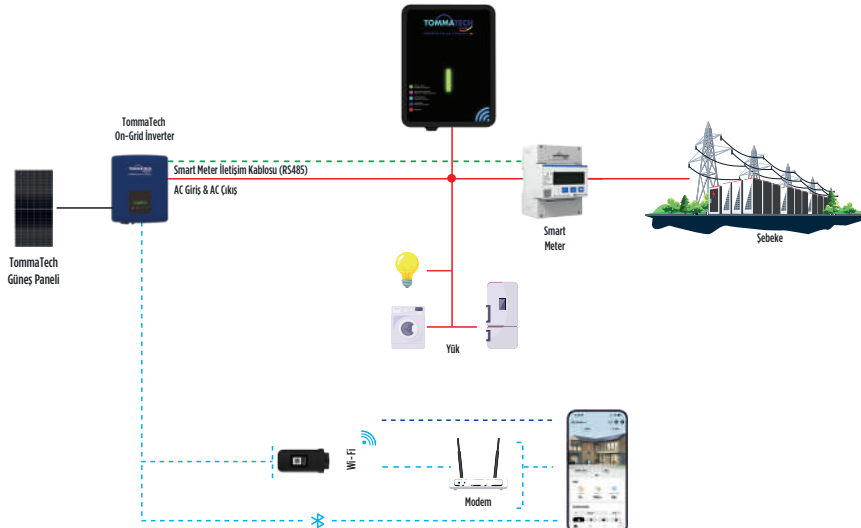 TOMMATECH
TommaTech
On-Grid İnverter
Smart Meter İletişim Kablosu (RS485)
AC Giriş & AC Çıkış
TommaTech
Güneş Paneli
Smart
Meter
Şebeke
Yük
Wi-Fi
Modem